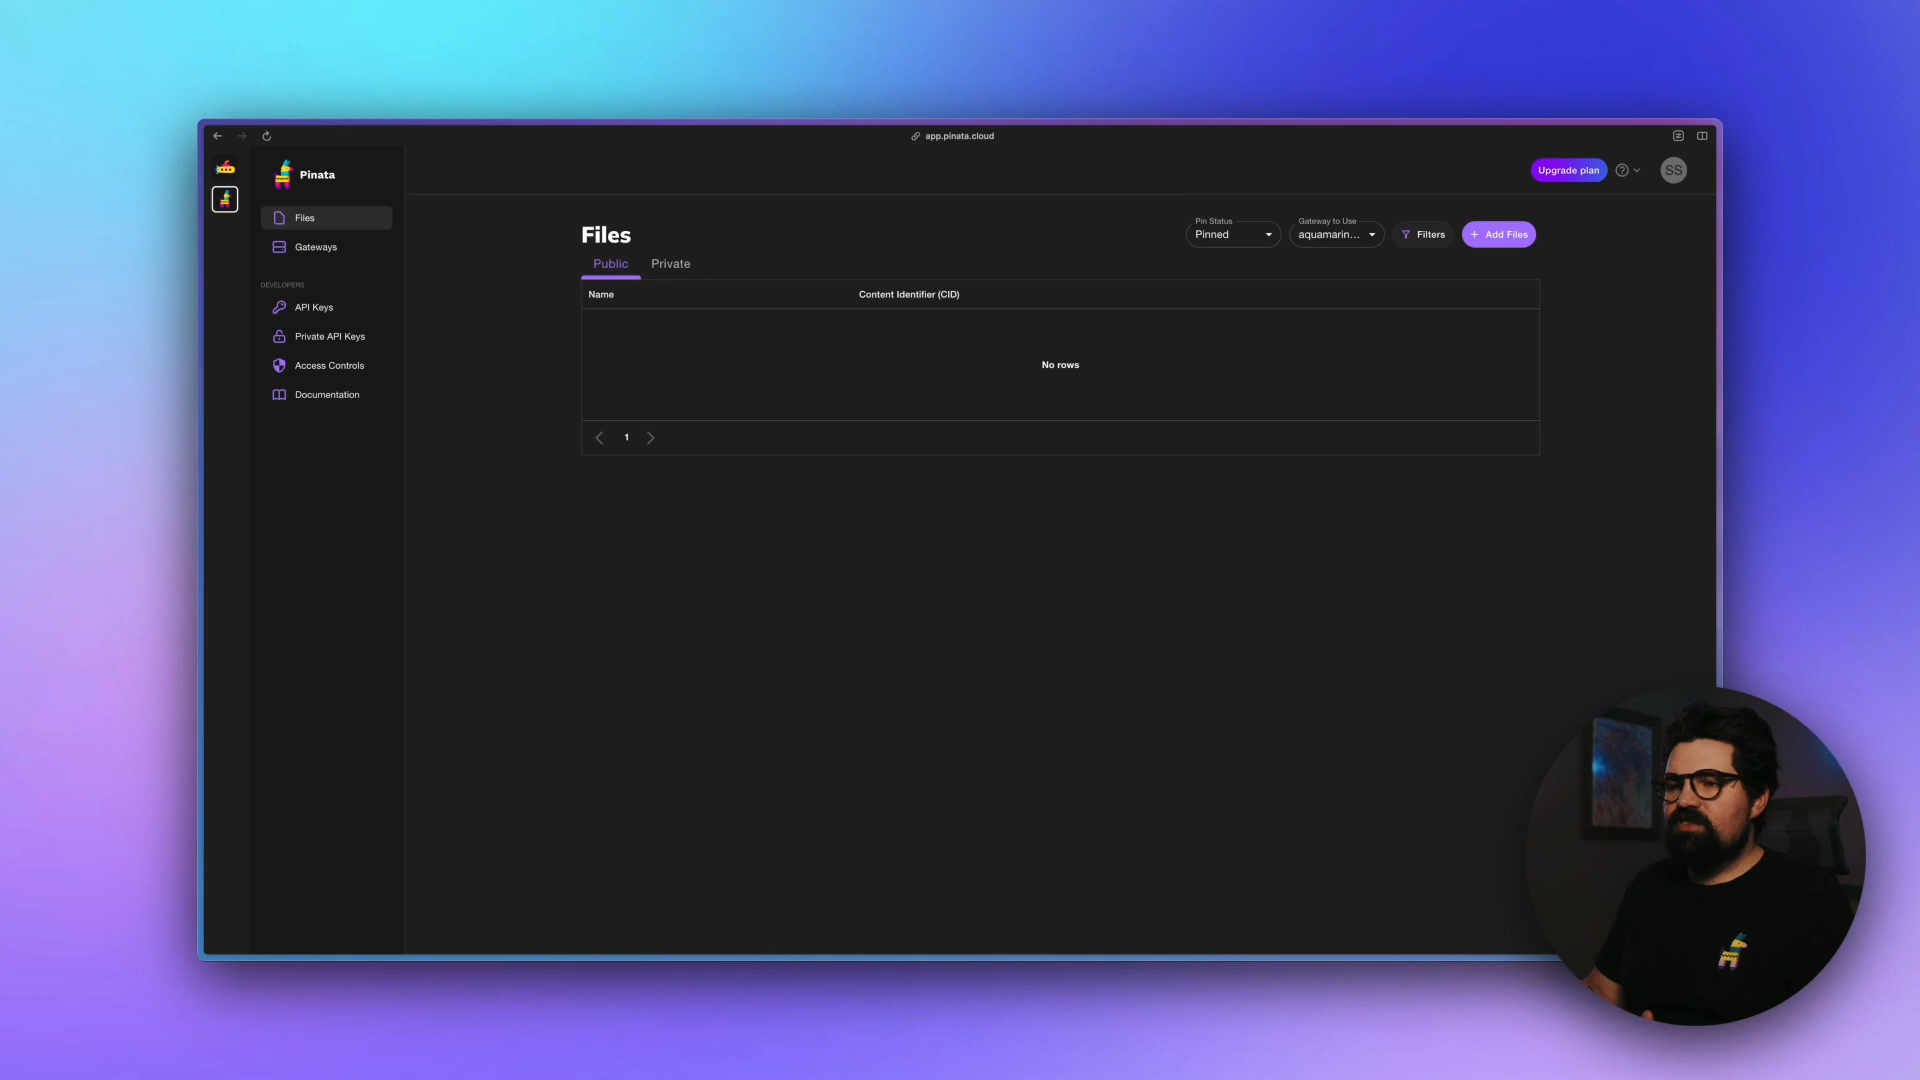 app.pinata.cloud
Pinata
Upgrade plan
SS
Files
Gateways
DEVELOPERS
API Keys
Private API Keys
Access Controls
Documentation
Files
Pin Status
Pinned
Gateway to Use
aquamarin...
Filters
+ Add Files
Public
Private
Name
Content Identifier (CID)
No rows
1